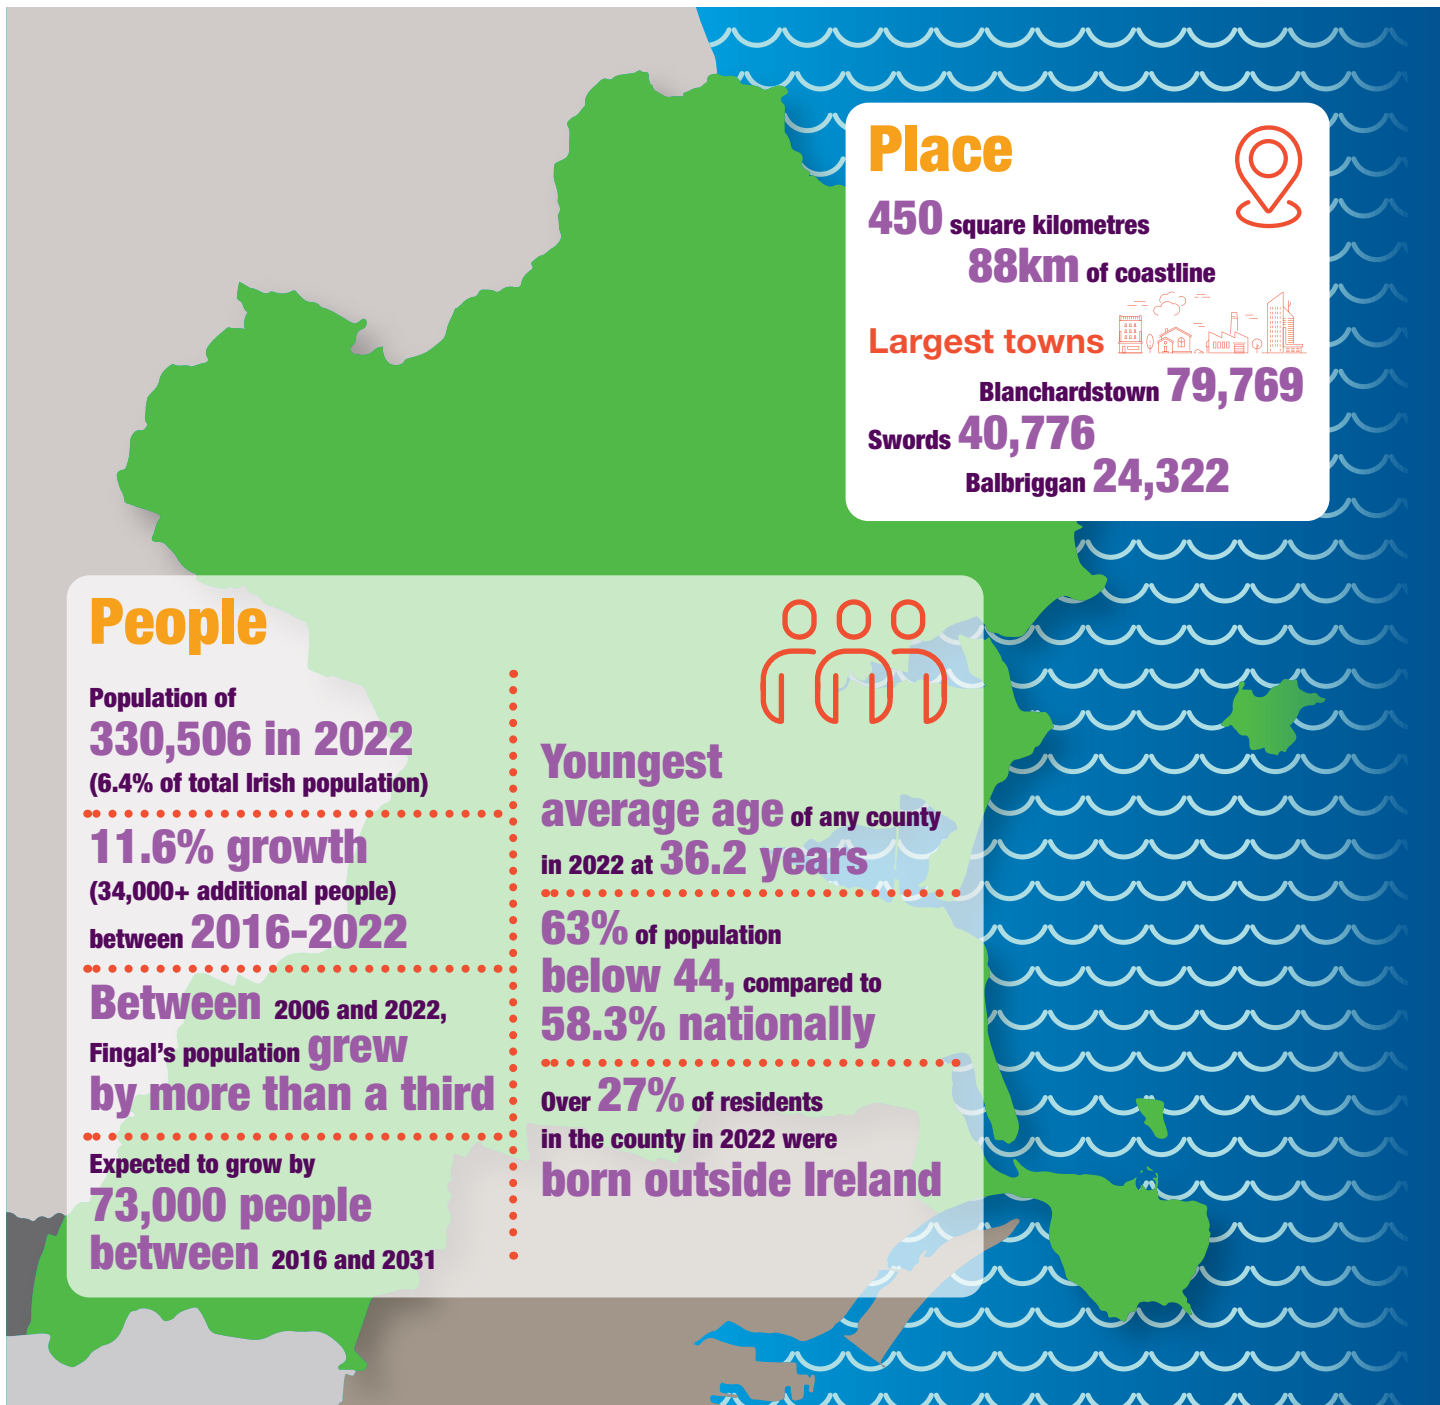 Place
450 square kilometres
88km of coastline
Largest towns
Blanchardstown 79,769
Swords 40,776
Balbriggan 24,322
People
Population of
330,506 in 2022
(6.4% of total Irish population)
11.6% growth
(34,000+ additional people)
between 2016-2022
Between 2006 and 2022,
Fingal’s population grew
by more than a third
Expected to grow by
73,000 people
between 2016 and 2031
Youngest
average age of any county
in 2022 at 36.2 years
63% of population
below 44, compared to
58.3% nationally
Over 27% of residents
in the county in 2022 were
born outside Ireland